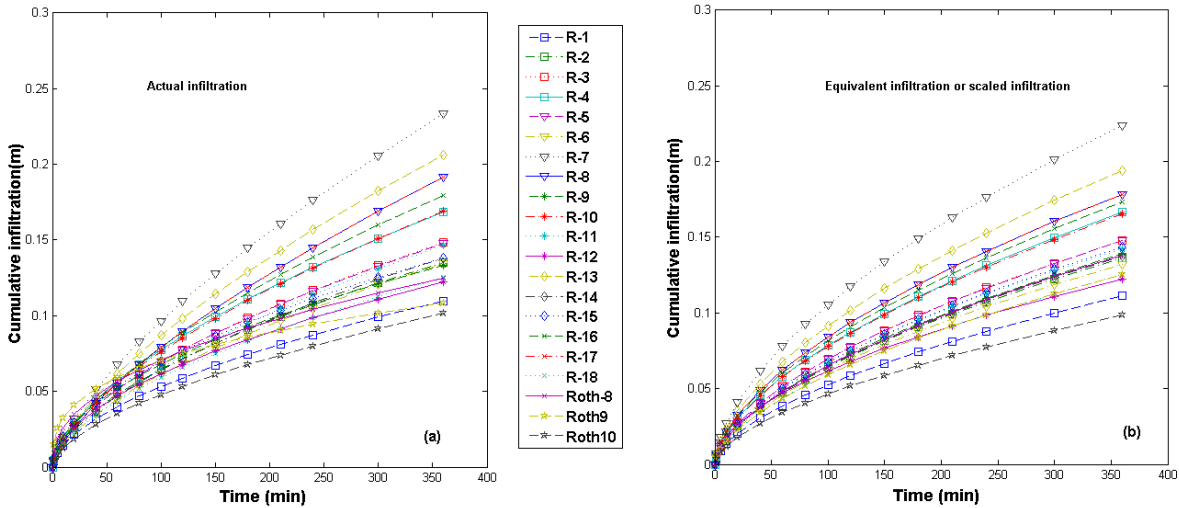 0.3
0.25
0.2
0.15
0.1
0.05
0
Cumulative infiltration(m)
Actual infiltration
(a)
0 50 100 150 200 250 300 350 400
Time (min)
R-1
R-2
R-3
R-4
R-5
R-6
R-7
R-8
R-9
R-10
R-11
R-12
R-13
R-14
R-15
R-16
R-17
R-18
Roth-8
Roth9
Roth10
0.3
0.25
0.2
0.15
0.1
0.05
0
Cumulative infiltration(m)
Equivalent infiltration or scaled infiltration
(b)
0 50 100 150 200 250 300 350 400
Time (min)